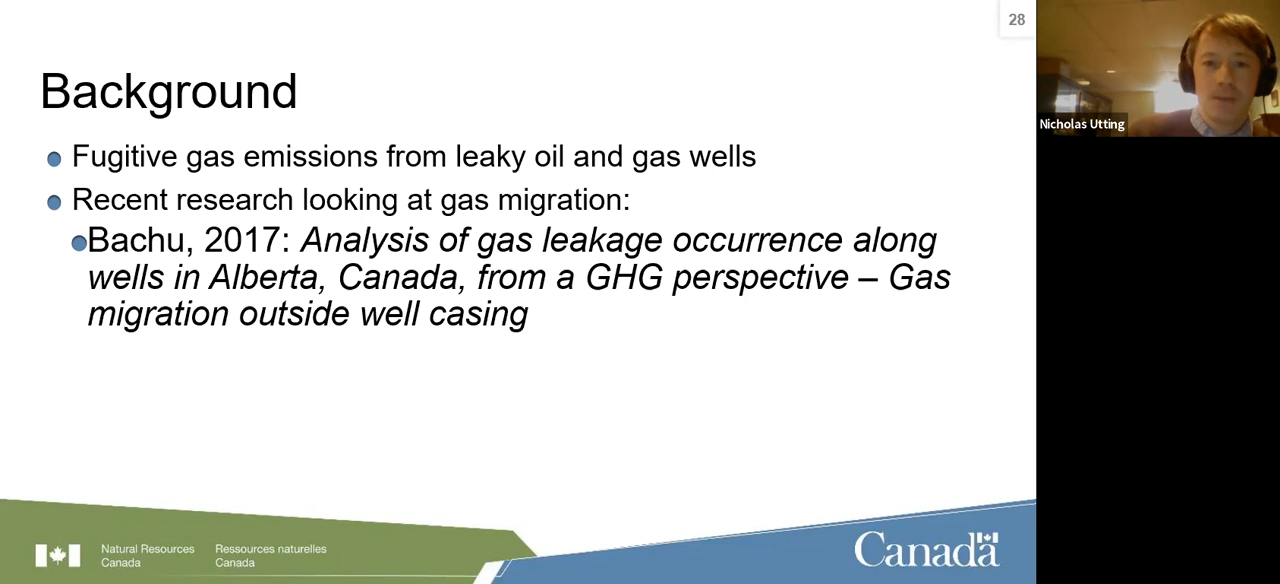 28
Background
Fugitive gas emissions from leaky oil and gas wells
Recent research looking at gas migration:
Bachu, 2017: Analysis of gas leakage occurrence along
wells in Alberta, Canada, from a GHG perspective – Gas
migration outside well casing
Natural Resources
Canada
Ressources naturelles
Canada
Canada
Nicholas Utting